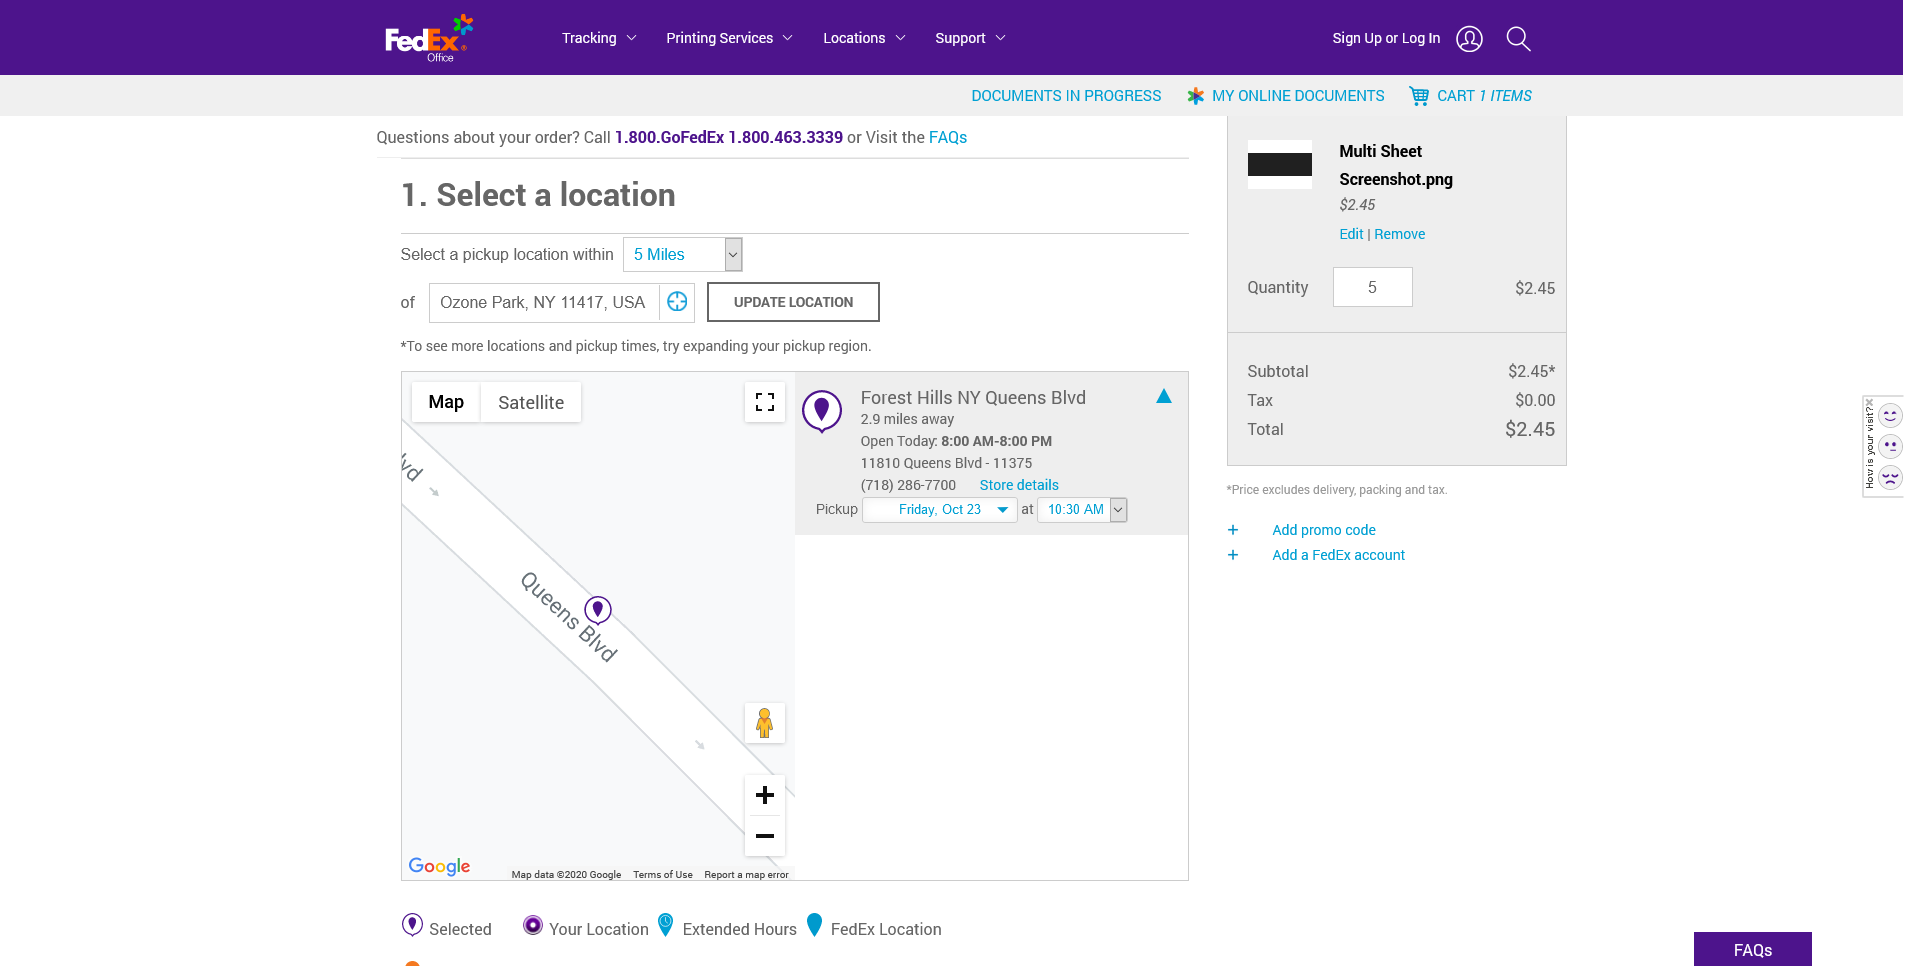 FedEx Office
Tracking
Printing Services
Locations
Support
Sign Up or Log In
DOCUMENTS IN PROGRESS
MY ONLINE DOCUMENTS
CART 1 ITEMS
Questions about your order? Call 1.800.GoFedEx 1.800.463.3339 or Visit the FAQs
1. Select a location
Select a pickup location within 5 Miles
of Ozone Park, NY 11417, USA UPDATE LOCATION
*To see more locations and pickup times, try expanding your pickup region.
Map Satellite
lvd
Queens Blvd
Google
Map data ©2020 Google Terms of Use Report a map error
Forest Hills NY Queens Blvd
2.9 miles away
Open Today: 8:00 AM-8:00 PM
11810 Queens Blvd - 11375
(718) 286-7700 Store details
Pickup Friday, Oct 23 at 10:30 AM
Selected Your Location Extended Hours FedEx Location
Multi Sheet
Screenshot.png
$2.45
Edit | Remove
Quantity 5 $2.45
Subtotal $2.45*
Tax $0.00
Total $2.45
*Price excludes delivery, packing and tax.
+ Add promo code
+ Add a FedEx account
How is your visit?
FAQs